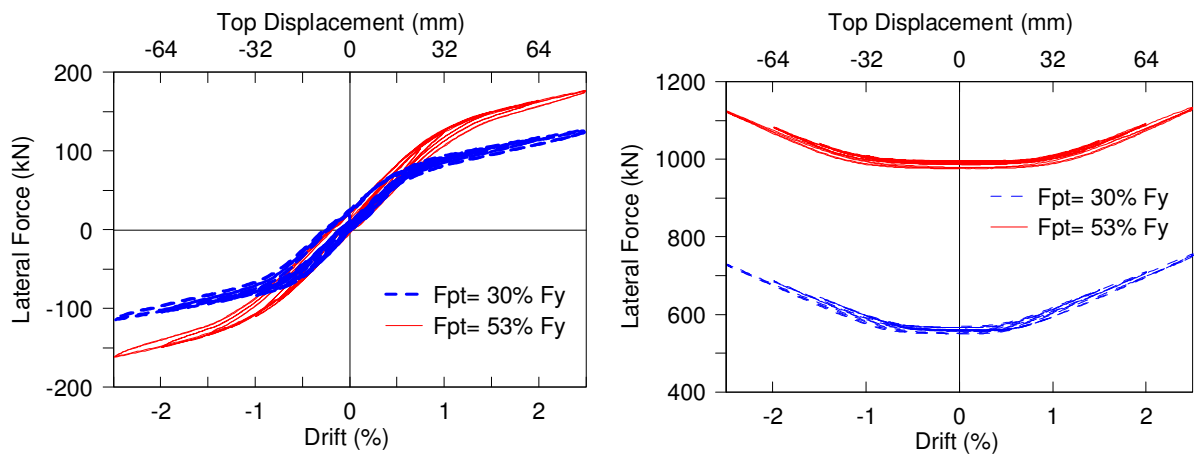 Top Displacement (mm)
-64 -32 0 32 64
200
100
0
-100
-200
Lateral Force (kN)
Fpt= 30% Fy
Fpt= 53% Fy
-2 -1 0 1 2
Drift (%)
Top Displacement (mm)
-64 -32 0 32 64
1200
1000
800
600
400
Lateral Force (kN)
Fpt= 30% Fy
Fpt= 53% Fy
-2 -1 0 1 2
Drift (%)